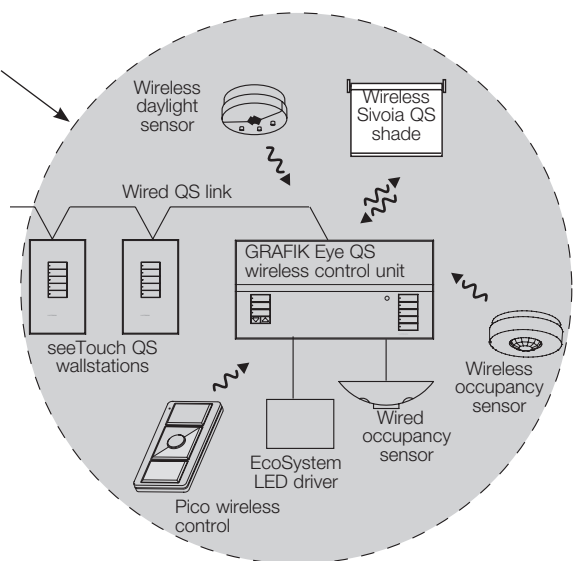 Wireless
daylight
sensor
Wireless
Sivoia QS
shade
Wired QS link
GRAFIK Eye QS
wireless control unit
seeTouch QS
wallstations
Wireless
occupancy
sensor
Wired
occupancy
sensor
EcoSystem
LED driver
Pico wireless
control